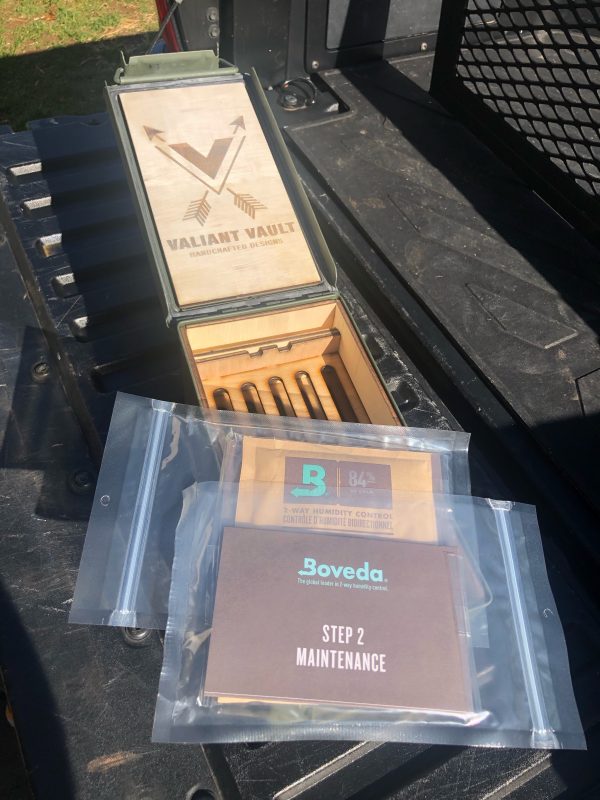 V
VALIANT VAULT
HANDCRAFTED DESIGNS
B
84%
2-WAY HUMIDITY CONTROL
CONTRÔLE D'HUMIDITÉ BIDIRECTIONNEL
Boveda®
The global leader in 2-way humidity control.
STEP 2
MAINTENANCE